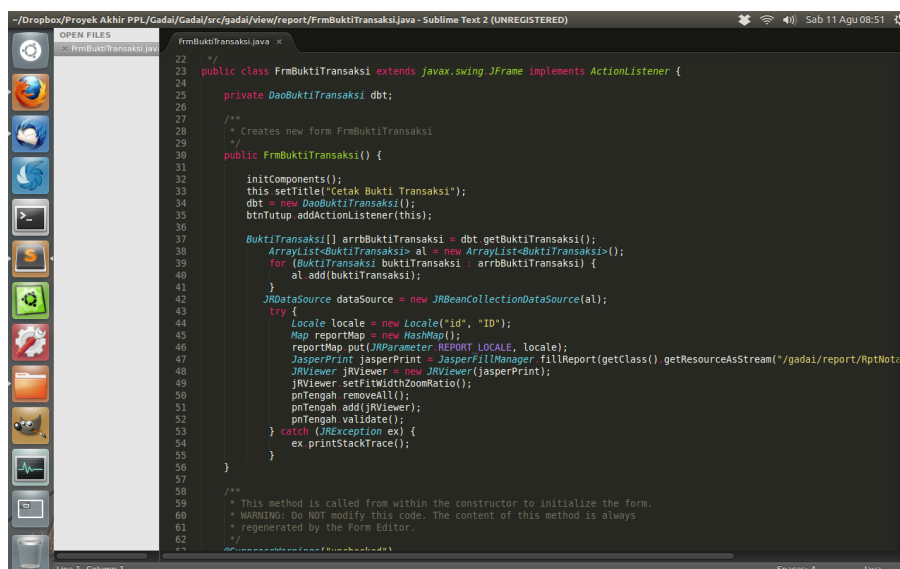 ~/Dropbox/Proyek Akhir PPL/Gadai/Gadai/src/gadai/view/report/FrmBuktiTransaksi.java - Sublime Text 2 (UNREGISTERED)
Sab 11 Agu 08:51
OPEN FILES
× FrmBuktiTransaksi.jav
FrmBuktiTransaksi.java ×
22 */
23 public class FrmBuktiTransaksi extends javax.swing.JFrame implements ActionListener {
24
25 private DaoBuktiTransaksi dbt;
26
27 /**
28 * Creates new form FrmBuktiTransaksi
29 */
30 public FrmBuktiTransaksi() {
31
32 initComponents();
33 this.setTitle("Cetak Bukti Transaksi");
34 dbt = new DaoBuktiTransaksi();
35 btnTutup.addActionListener(this);
36
37 BuktiTransaksi[] arrbBuktiTransaksi = dbt.getBuktiTransaksi();
38 ArrayList<BuktiTransaksi> al = new ArrayList<BuktiTransaksi>();
39 for (BuktiTransaksi buktiTransaksi : arrbBuktiTransaksi) {
40 al.add(buktiTransaksi);
41 }
42 JRDataSource dataSource = new JRBeanCollectionDataSource(al);
43 try {
44 Locale locale = new Locale("id", "ID");
45 Map reportMap = new HashMap();
46 reportMap.put(JRParameter.REPORT_LOCALE, locale);
47 JasperPrint jasperPrint = JasperFillManager.fillReport(getClass().getResourceAsStream("/gadai/report/RptNota
48 JRViewer jRViewer = new JRViewer(jasperPrint);
49 jRViewer.setFitWidthZoomRatio();
50 pnTengah.removeAll();
51 pnTengah.add(jRViewer);
52 pnTengah.validate();
53 } catch (JRException ex) {
54 ex.printStackTrace();
55 }
56 }
57
58 /**
59 * This method is called from within the constructor to initialize the form.
60 * WARNING: Do NOT modify this code. The content of this method is always
61 * regenerated by the Form Editor.
62 */
63 @SuppressWarnings("unchecked")
Line 1, Column 1
Spaces: 4 Java